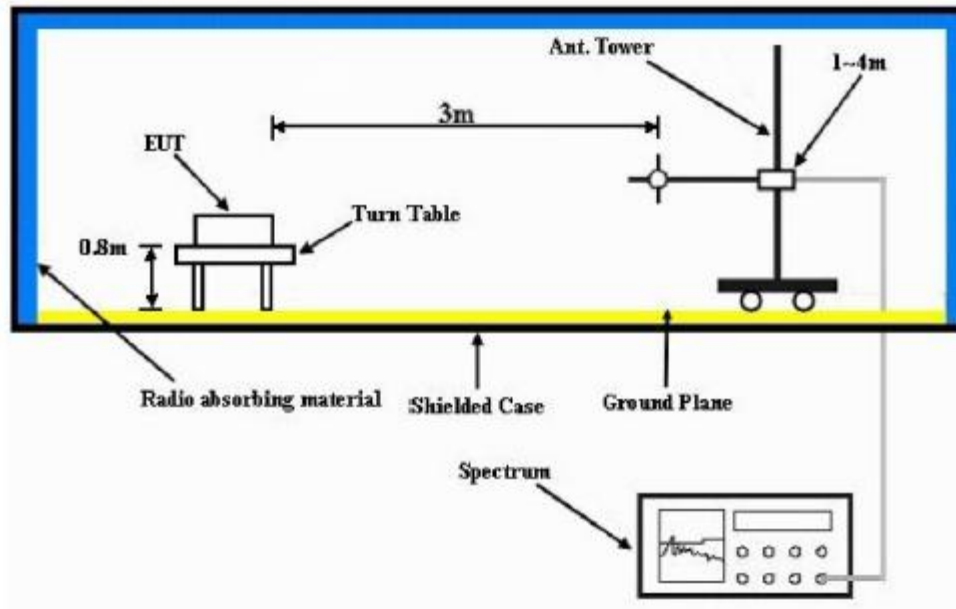 Ant. Tower
1~4m
3m
EUT
Turn Table
0.8m
Radio absorbing material
Shielded Case
Ground Plane
Spectrum